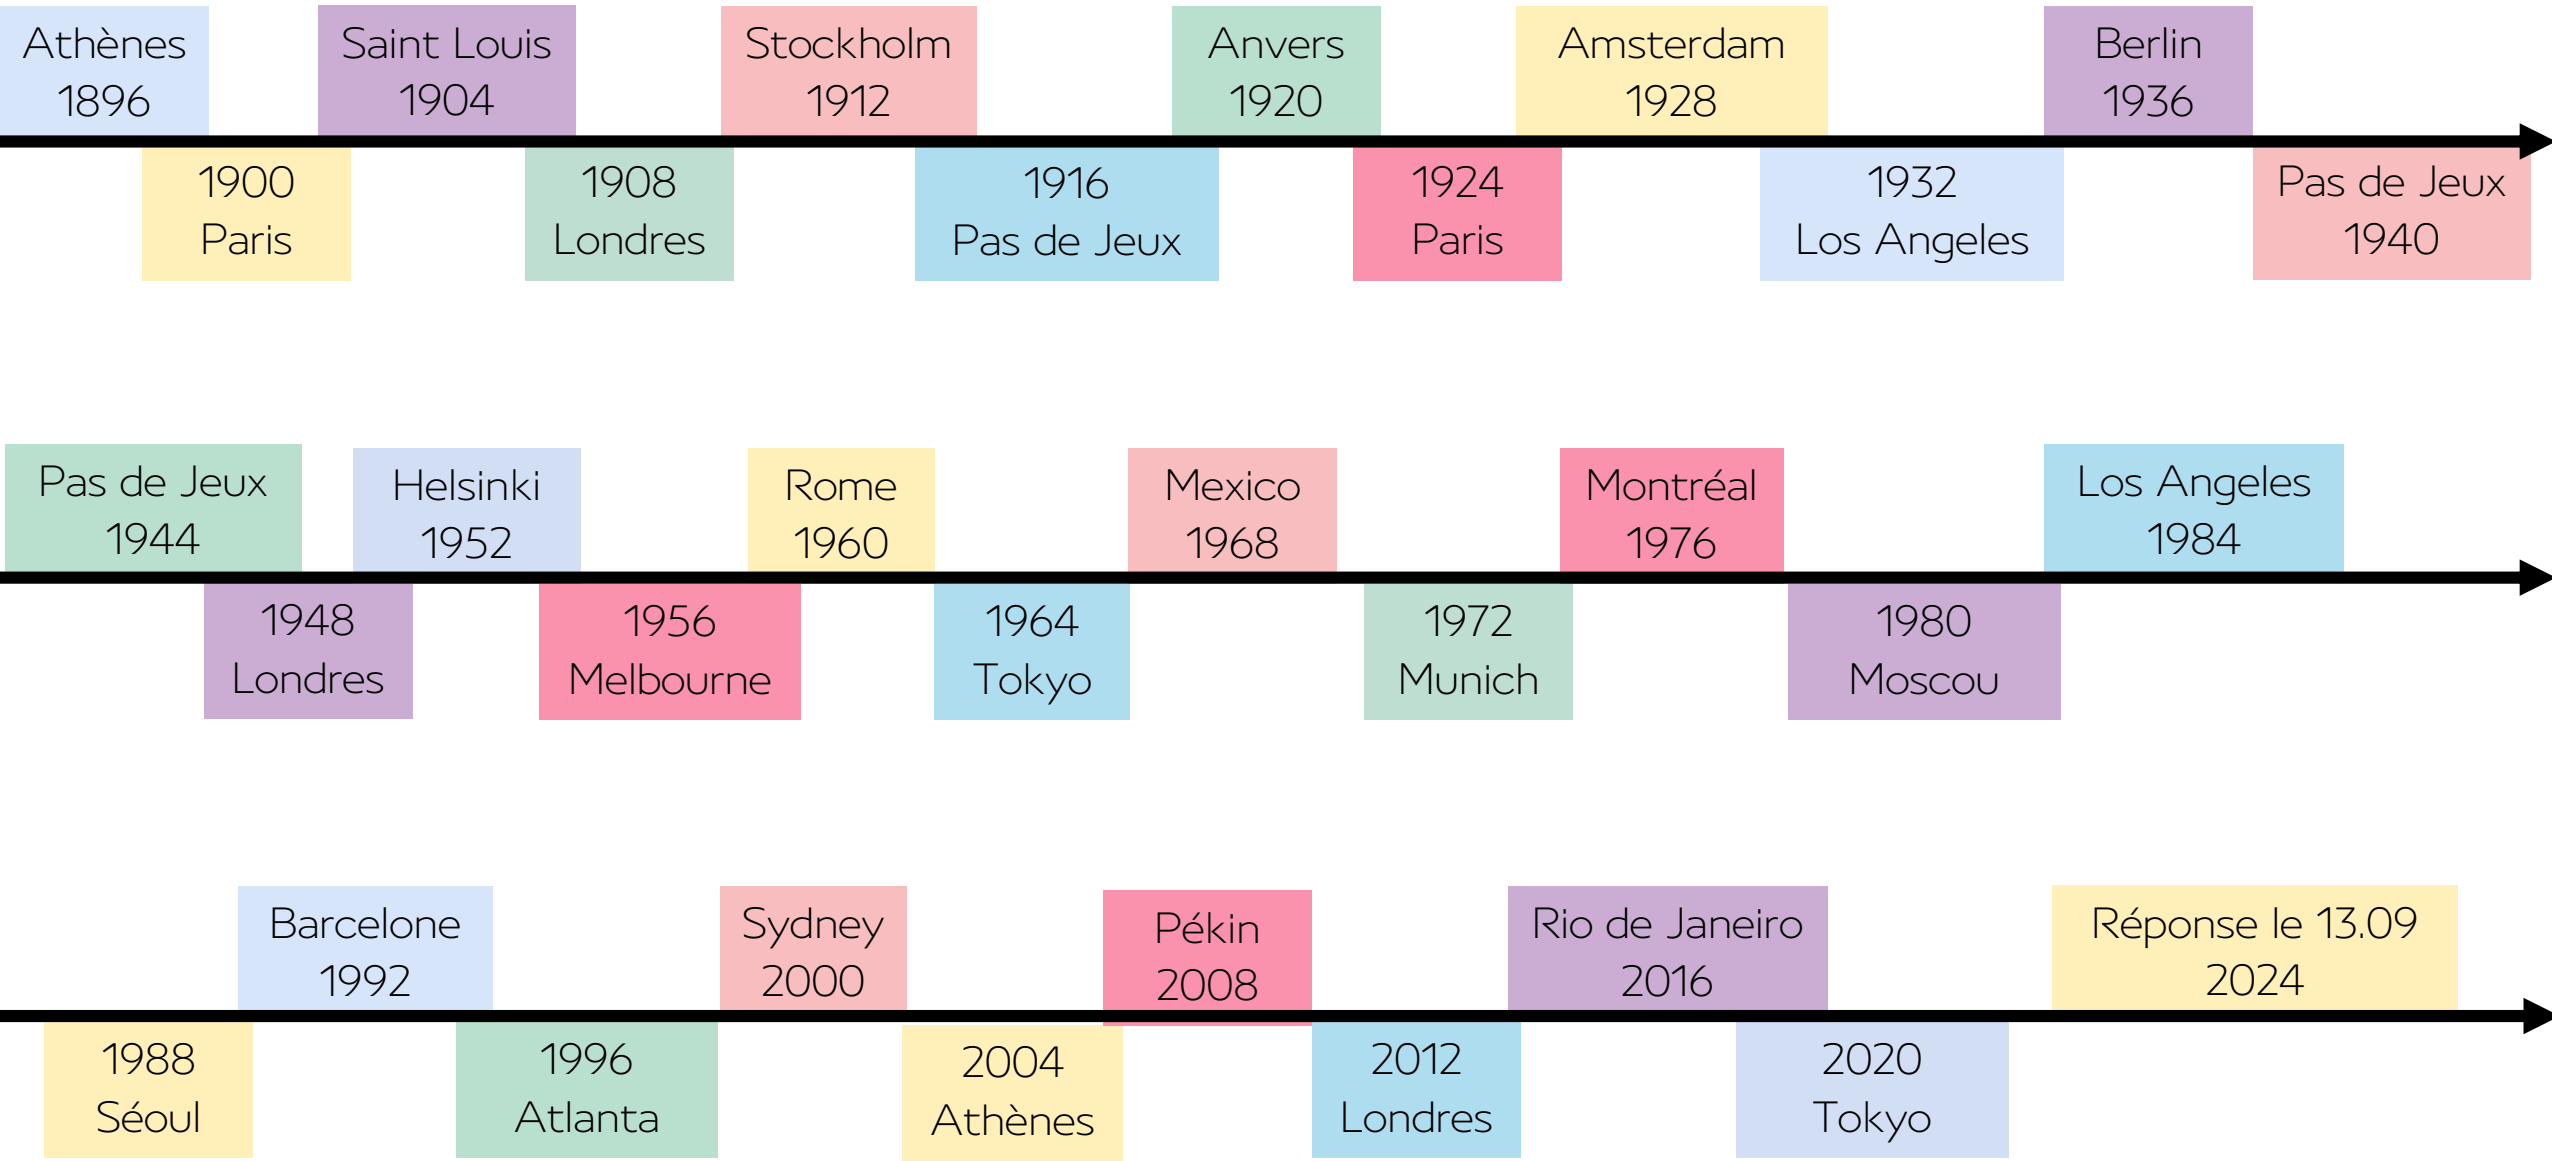 Athènes
1896
1900
Paris
Saint Louis
1904
1908
Londres
Stockholm
1912
1916
Pas de Jeux
Anvers
1920
1924
Paris
Amsterdam
1928
1932
Los Angeles
Berlin
1936
Pas de Jeux
1940
Pas de Jeux
1944
1948
Londres
Helsinki
1952
1956
Melbourne
Rome
1960
1964
Tokyo
Mexico
1968
1972
Munich
Montréal
1976
1980
Moscou
Los Angeles
1984
1988
Séoul
Barcelone
1992
1996
Atlanta
Sydney
2000
2004
Athènes
Pékin
2008
2012
Londres
Rio de Janeiro
2016
2020
Tokyo
Réponse le 13.09
2024